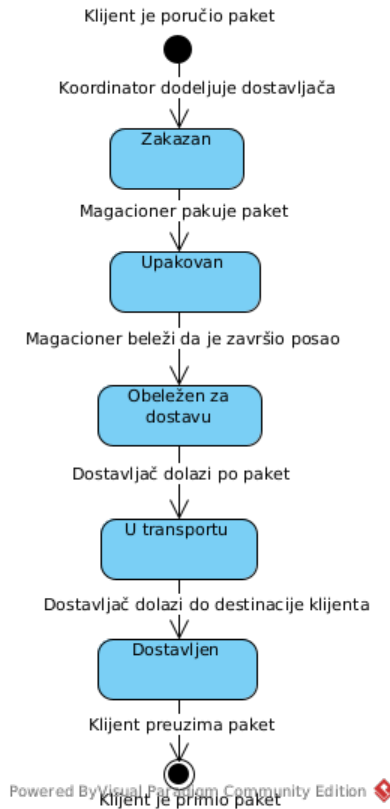 Klijent je poručio paket
Koordinator dodeljuje dostavljača
Zakazan
Magacioner pakuje paket
Upakovan
Magacioner beleži da je završio posao
Obeležen za
dostavu
Dostavljač dolazi po paket
U transportu
Dostavljač dolazi do destinacije klijenta
Dostavljen
Klijent preuzima paket
Powered ByVisual Paradigm Community Edition
Klijent je primio paket